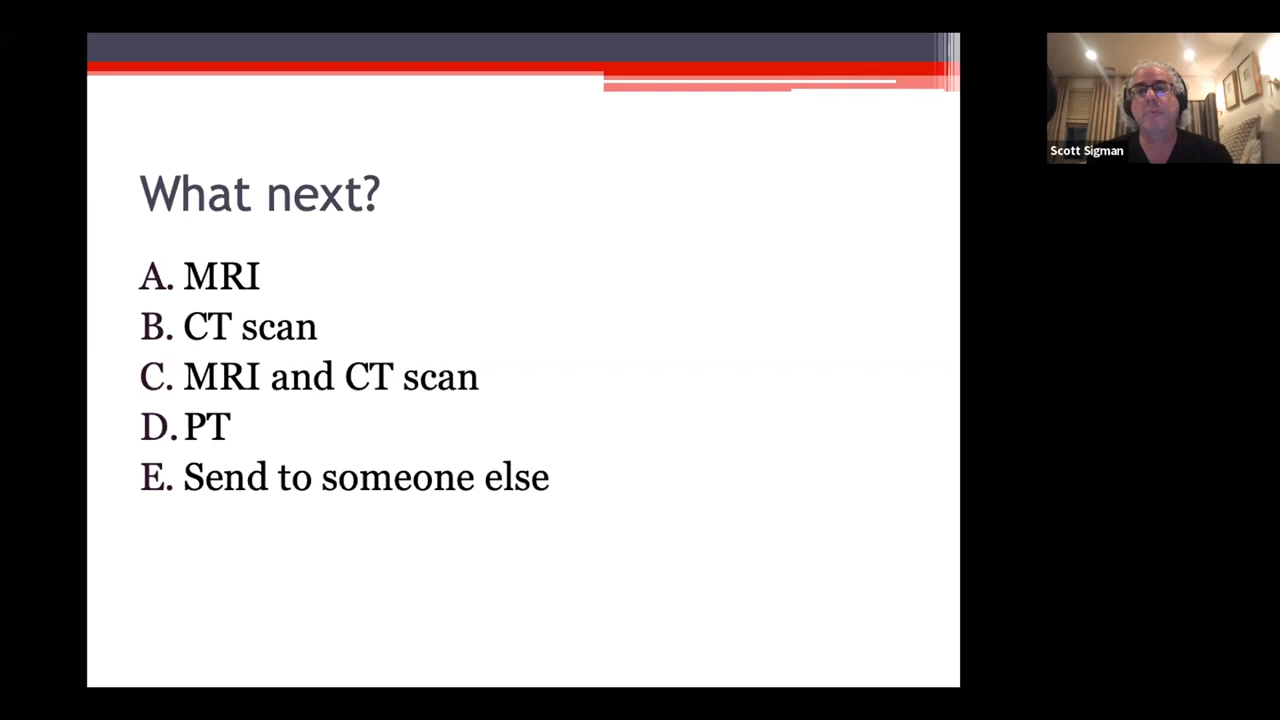 What next?
A. MRI
B. CT scan
C. MRI and CT scan
D. PT
E. Send to someone else
Scott Sigman